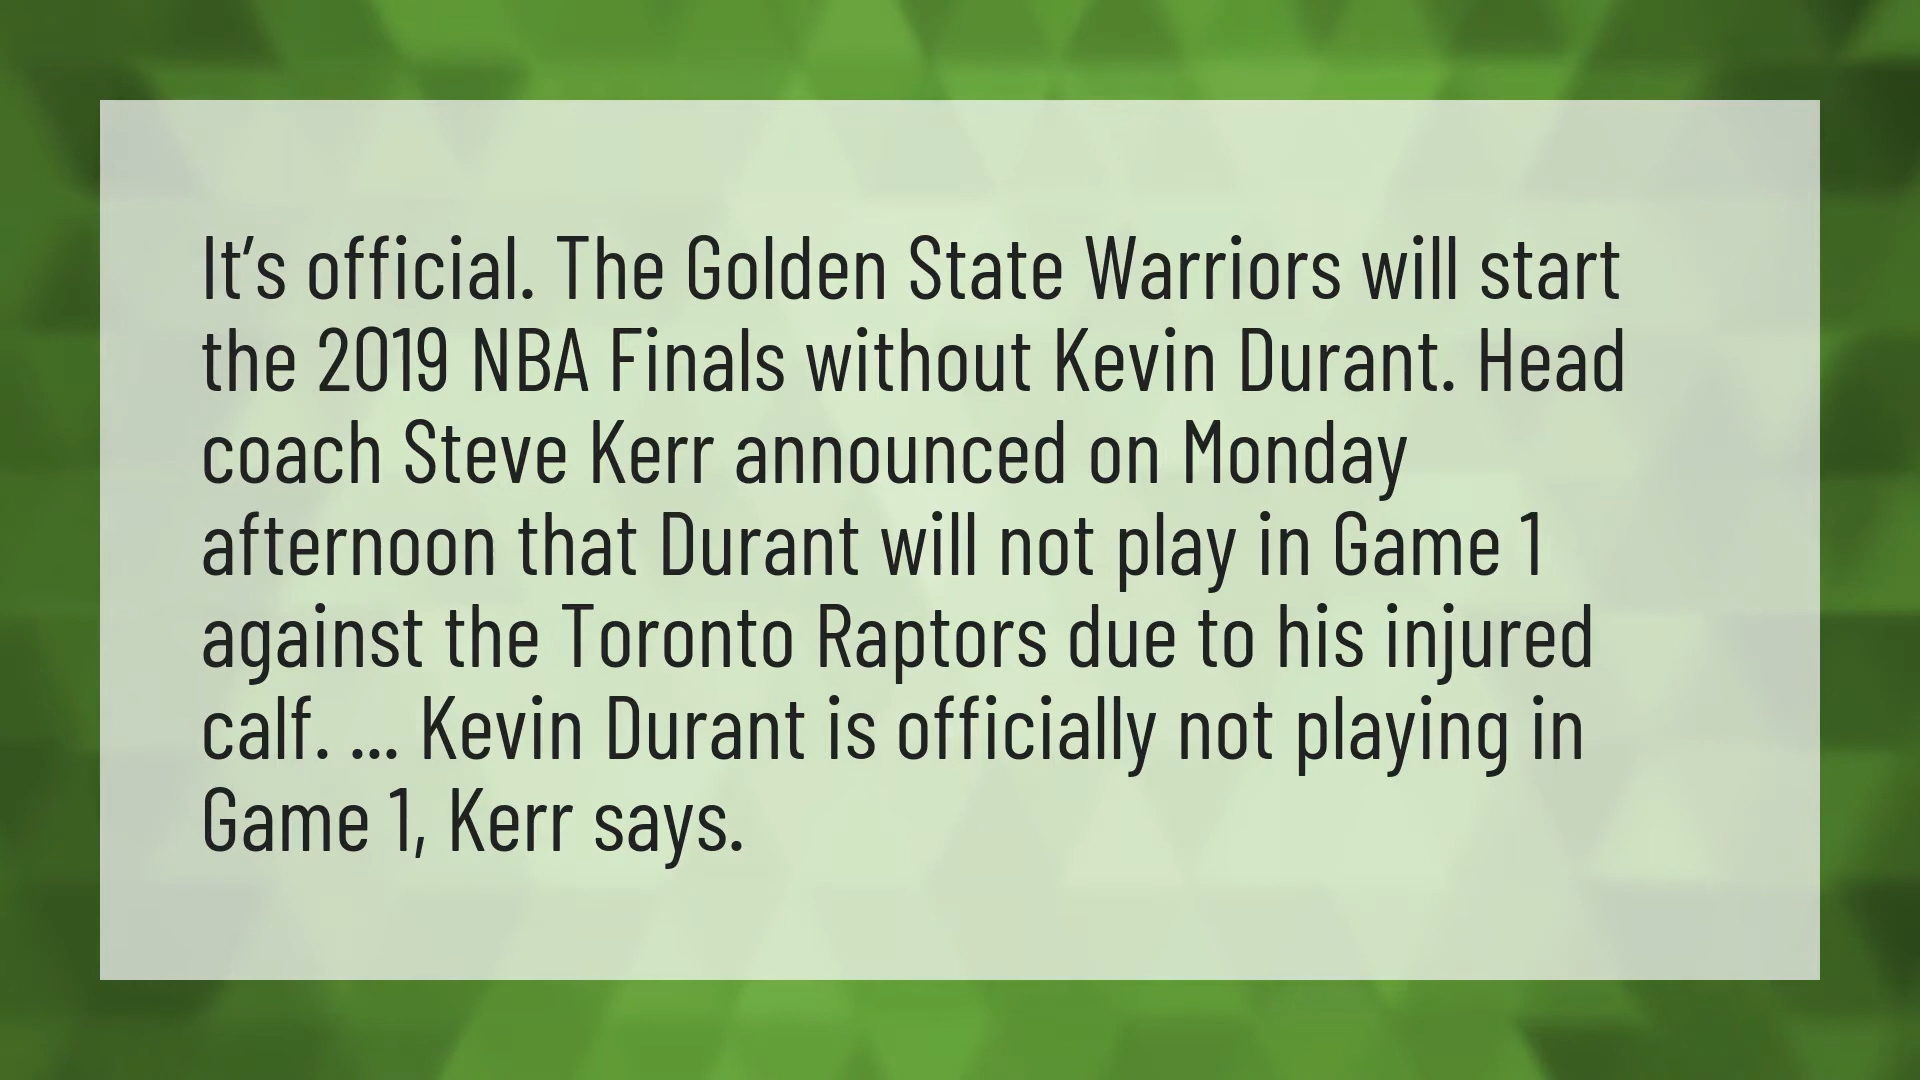 It’s official. The Golden State Warriors will start
the 2019 NBA Finals without Kevin Durant. Head
coach Steve Kerr announced on Monday
afternoon that Durant will not play in Game 1
against the Toronto Raptors due to his injured
calf. ... Kevin Durant is officially not playing in
Game 1, Kerr says.